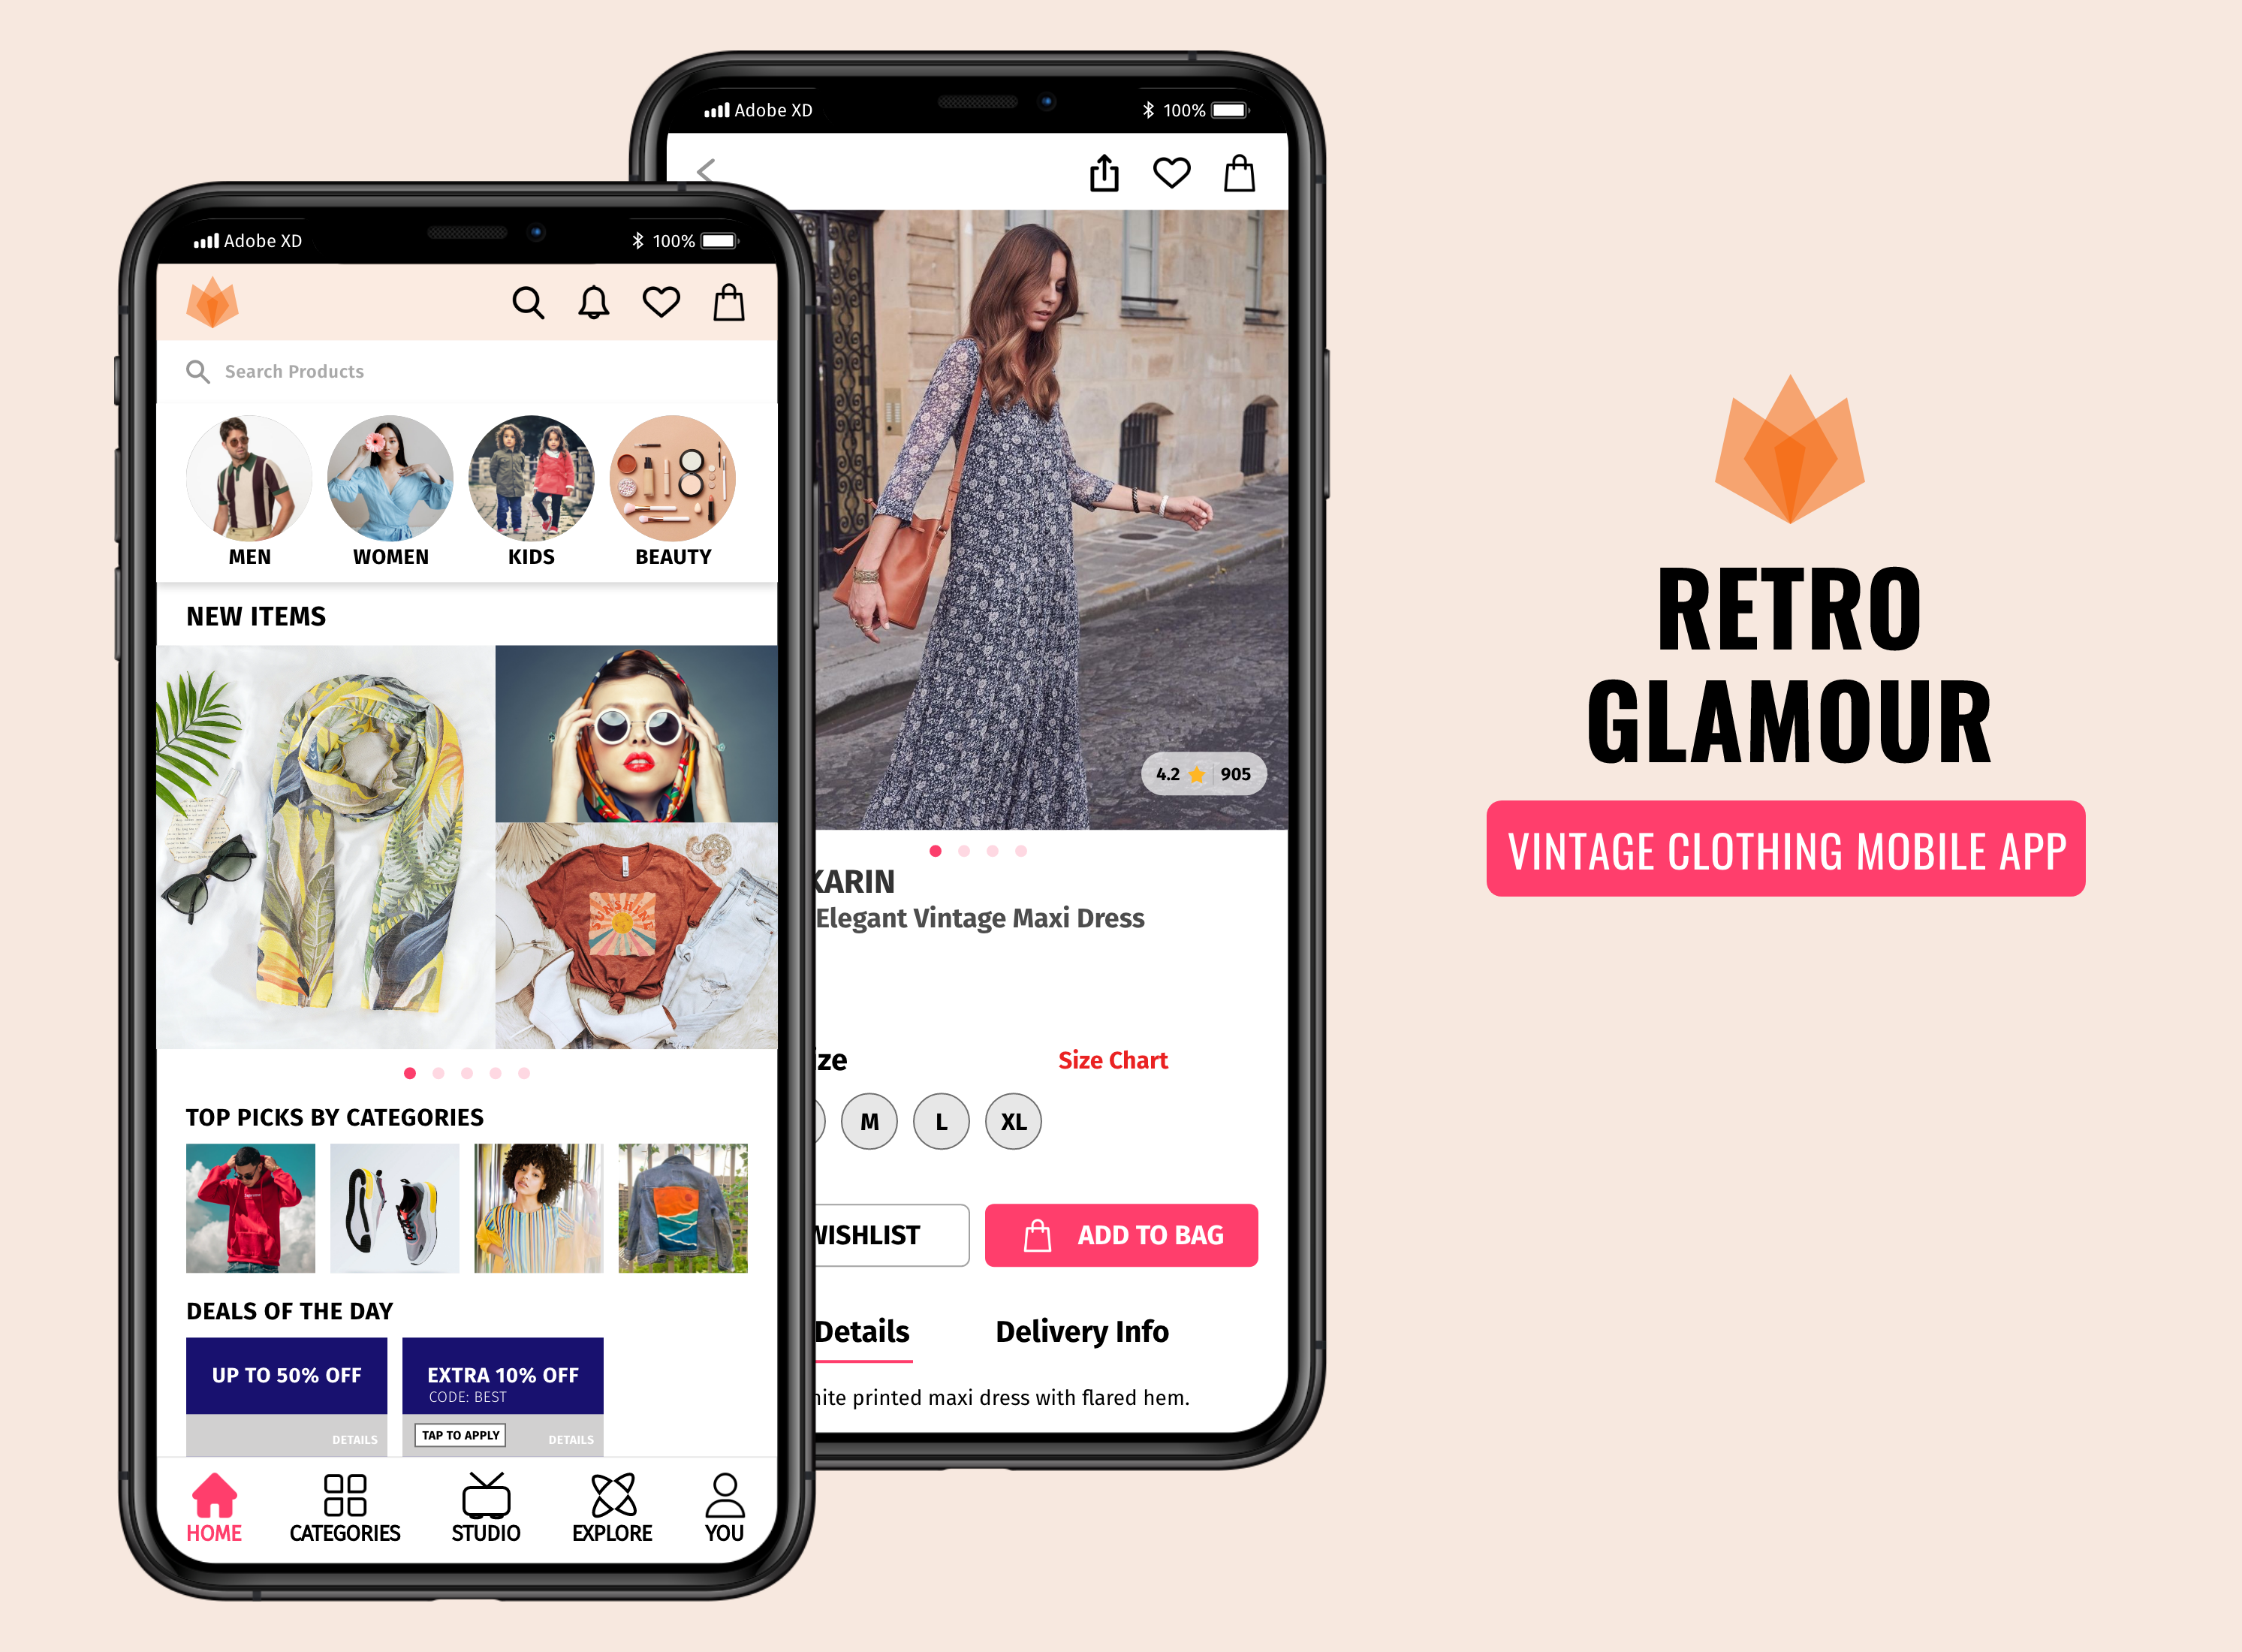 Adobe XD
100%
Search Products
MEN
WOMEN
KIDS
BEAUTY
NEW ITEMS
SUNSHINE
TOP PICKS BY CATEGORIES
DEALS OF THE DAY
UP TO 50% OFF
DETAILS
EXTRA 10% OFF
CODE: BEST
TAP TO APPLY
DETAILS
HOME
CATEGORIES
STUDIO
EXPLORE
YOU
Adobe XD
100%
4.2
905
KARIN
Elegant Vintage Maxi Dress
Size Chart
M
L
XL
WISHLIST
ADD TO BAG
Details
Delivery Info
printed maxi dress with flared hem.
RETRO
GLAMOUR
VINTAGE CLOTHING MOBILE APP